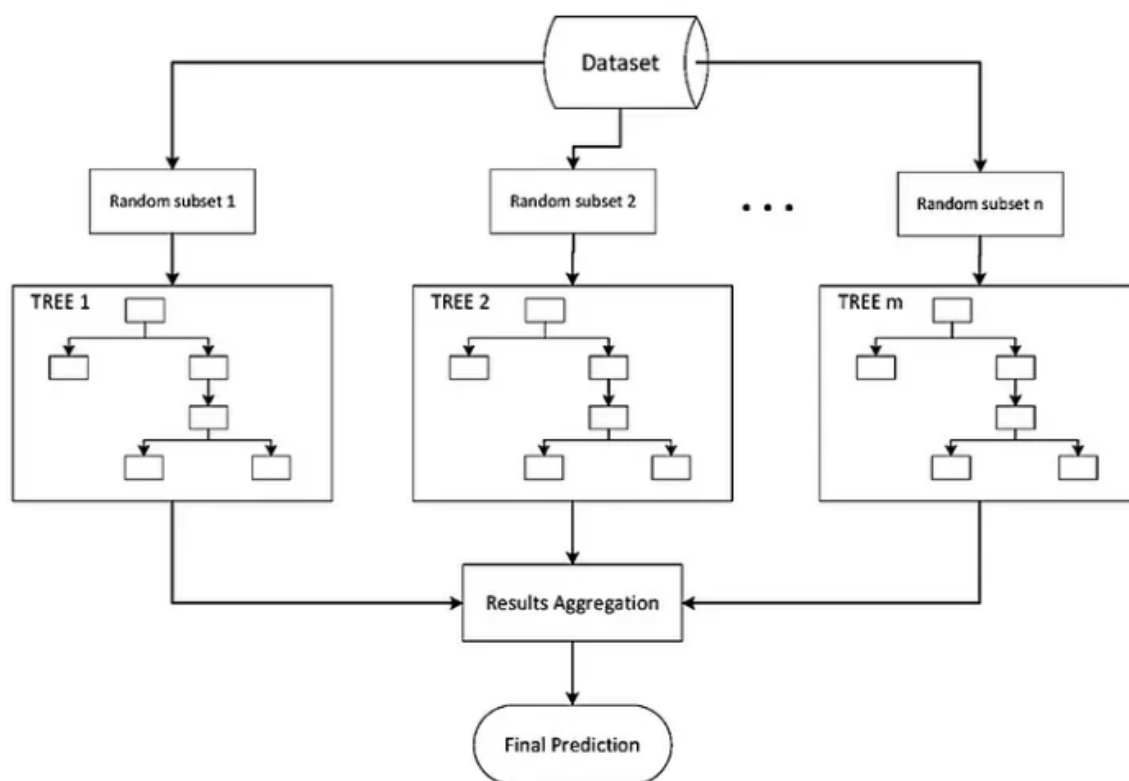 Dataset
Random subset 1
Random subset 2
. . .
Random subset n
TREE 1
TREE 2
TREE m
Results Aggregation
Final Prediction